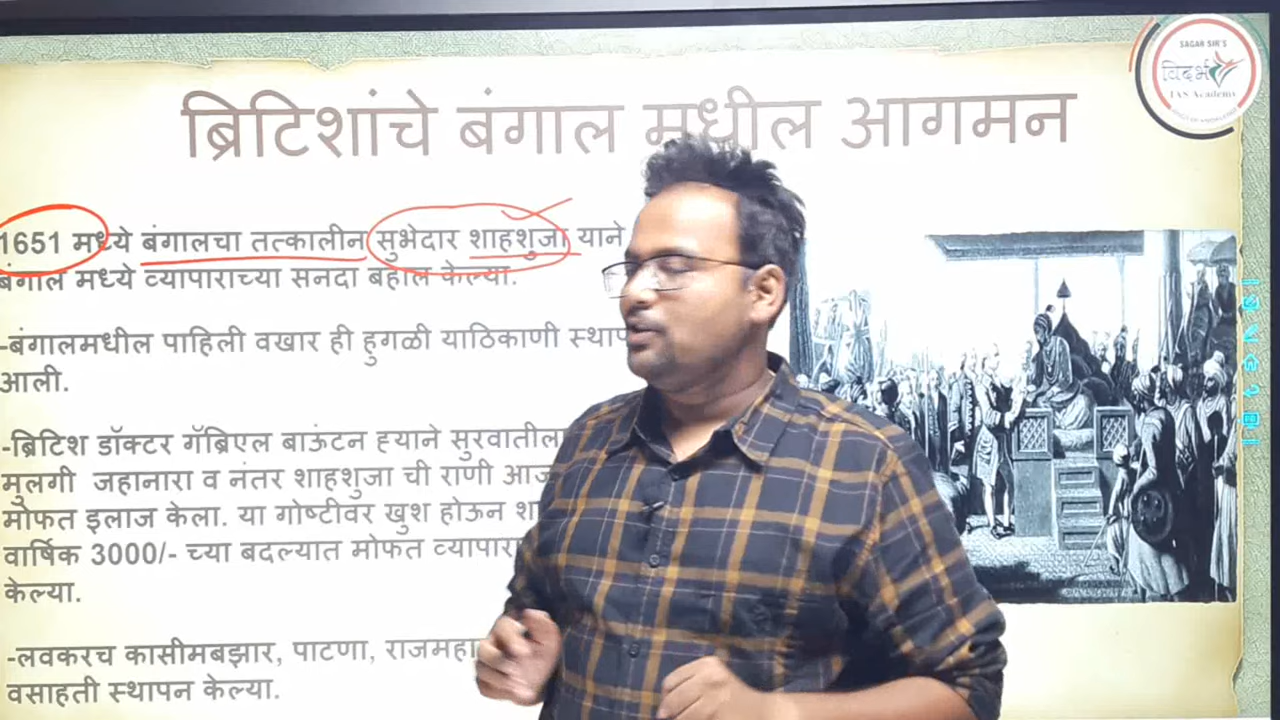 SAGAR SIR'S
विदर्भ
IAS Academy
ब्रिटिशांचे बंगाल मधील आगमन
1651 मध्ये बंगालचा तत्कालीन सुभेदार शाहशुजा याने
बंगाल मध्ये व्यापाराच्या सनदा बहाल केल्या.
-बंगालमधील पाहिली वखार ही हुगळी याठिकाणी
आली.
-ब्रिटिश डॉक्टर गॅब्रिएल बाऊंटन ह्याने सुरवातीला
मुलगी जहानारा व नंतर शाहशुजा ची राणी
मोफत इलाज केला. या गोष्टीवर खुश होऊन
वार्षिक 3000/- च्या बदल्यात मोफत
केल्या.
-लवकरच कासीमबझार, पाटणा,
वसाहती स्थापन केल्या.